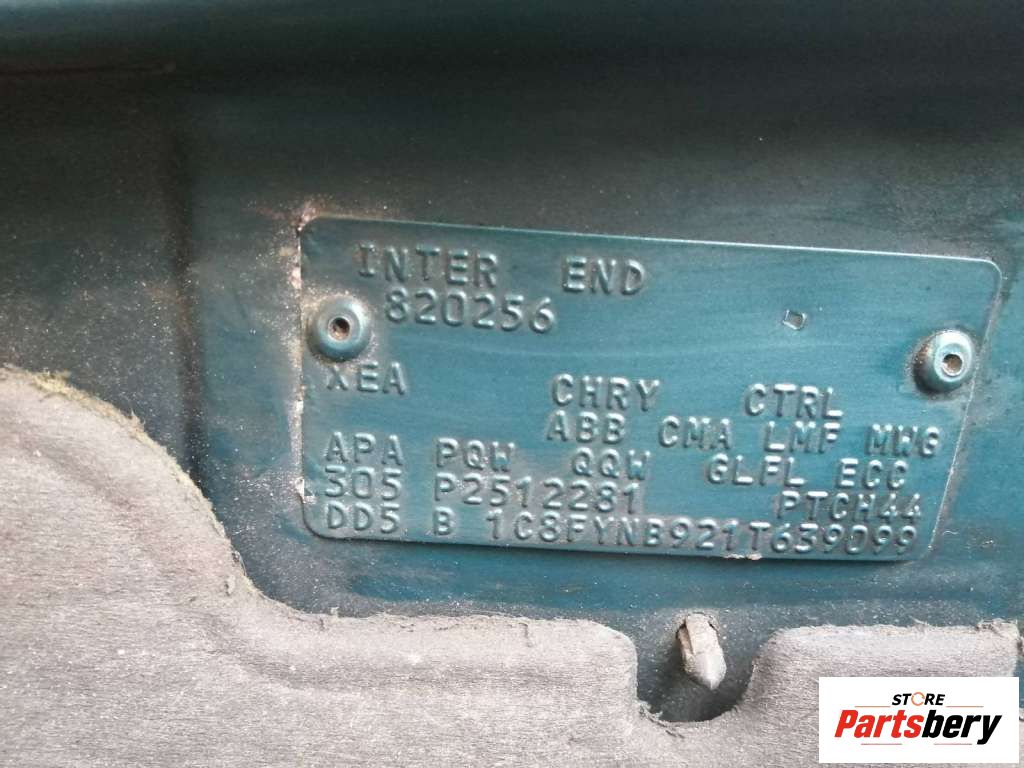 INTER END
820256
XEA CHRY CTRL
ABB CMA LMF MWG
APA PQW QQW GLFL ECC
305 P2512281 PTCH44
DD5 B 1C8FYNB921T639099
STORE
Partsbery